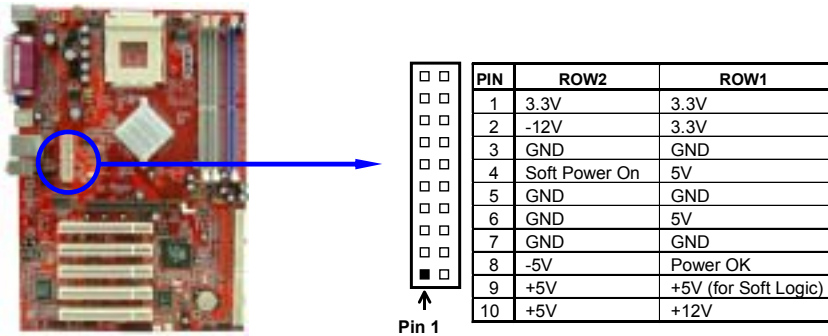 PIN ROW2 ROW1
1 3.3V 3.3V
2 -12V 3.3V
3 GND GND
4 Soft Power On 5V
5 GND GND
6 GND 5V
7 GND GND
8 -5V Power OK
9 +5V +5V (for Soft Logic)
10 +5V +12V
Pin 1